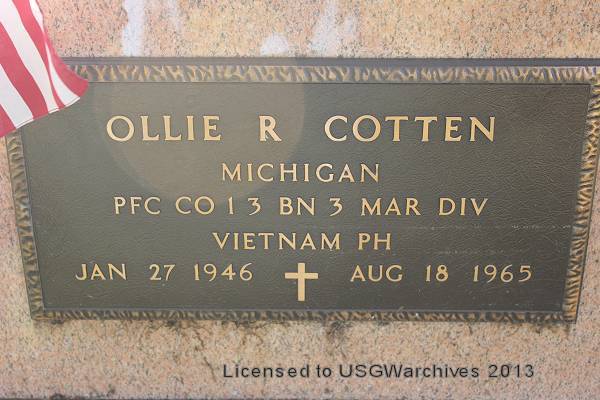 OLLIE R COTTEN
MICHIGAN
PFC CO I 3 BN 3 MAR DIV
VIETNAM PH
JAN 27 1946 AUG 18 1965
Licensed to USGWarchives 2013